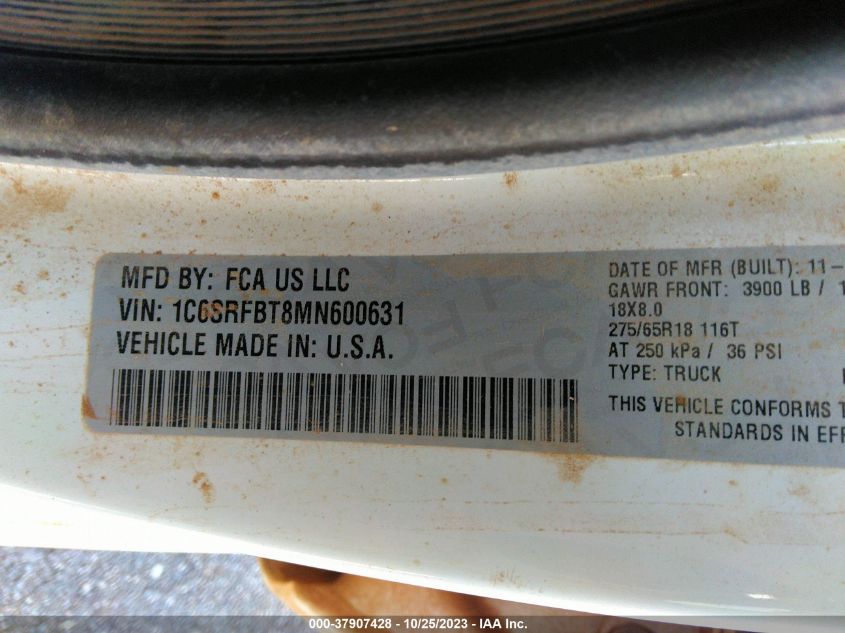 MFD BY: FCA US LLC
VIN: 1C6SRFBT8MN600631
VEHICLE MADE IN: U.S.A.
DATE OF MFR (BUILT): 11-
GAWR FRONT: 3900 LB /
18X8.0
275/65R18 116T
AT 250 kPa / 36 PSI
TYPE: TRUCK
THIS VEHICLE CONFORMS
STANDARDS IN
000-37907428 - 10/25/2023 - IAA Inc.